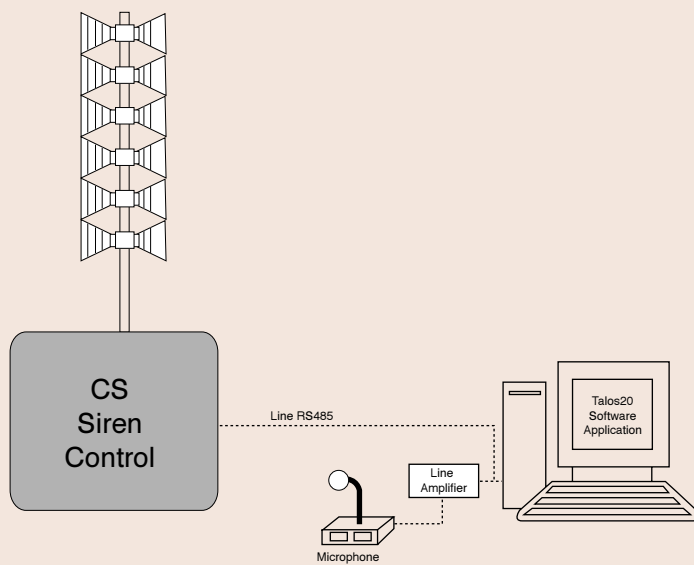 CS
Siren
Control
Line RS485
Talos20
Software
Application
Line
Amplifier
Microphone